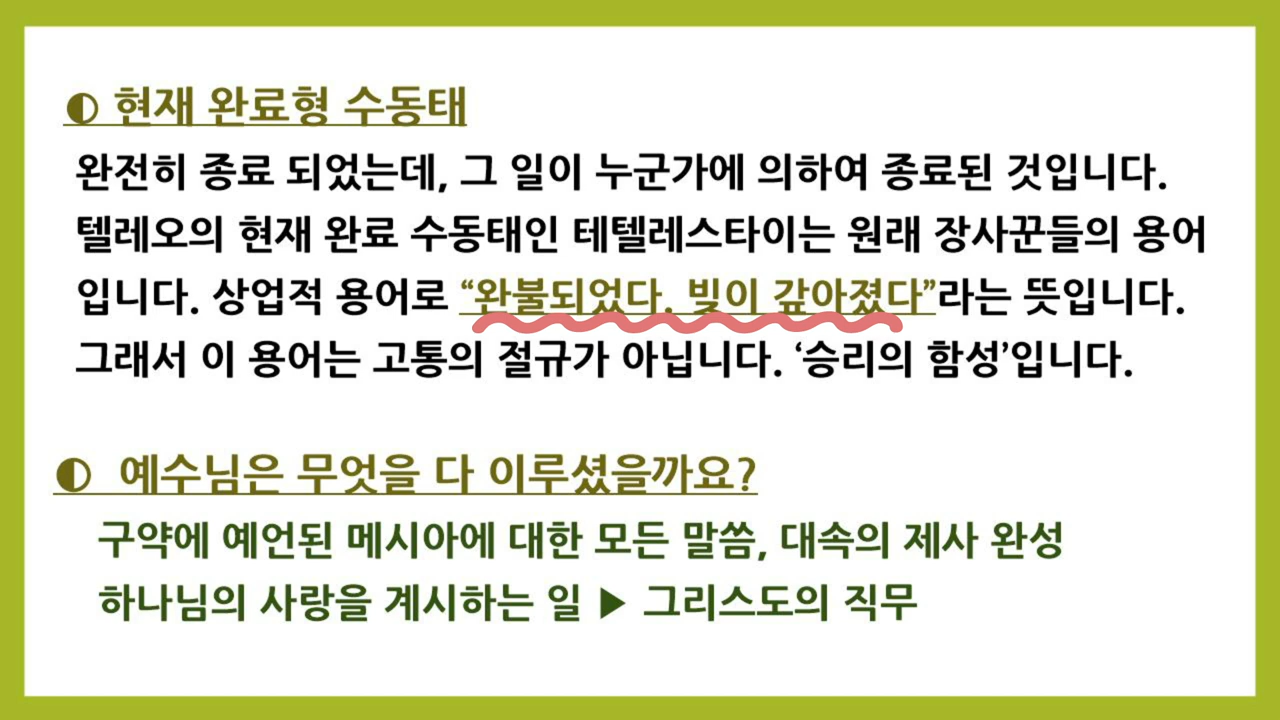 ◐ 현재 완료형 수동태
완전히 종료 되었는데, 그 일이 누군가에 의하여 종료된 것입니다.
텔레오의 현재 완료 수동태인 테텔레스타이는 원래 장사꾼들의 용어
입니다. 상업적 용어로 “완불되었다. 빚이 갚아졌다”라는 뜻입니다.
그래서 이 용어는 고통의 절규가 아닙니다. ‘승리의 함성’입니다.
◐ 예수님은 무엇을 다 이루셨을까요?
구약에 예언된 메시아에 대한 모든 말씀, 대속의 제사 완성
하나님의 사랑을 계시하는 일 ▶ 그리스도의 직무